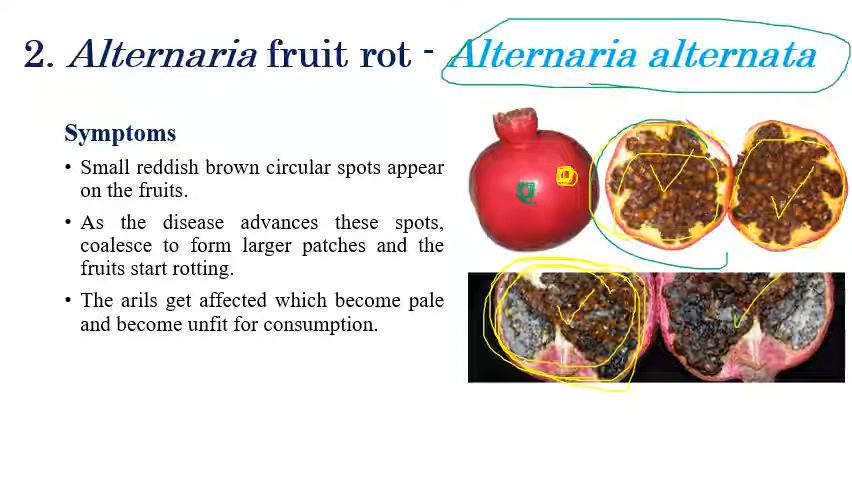 2. Alternaria fruit rot - Alternaria alternata
Symptoms
• Small reddish brown circular spots appear
on the fruits.
• As the disease advances these spots,
coalesce to form larger patches and the
fruits start rotting.
• The arils get affected which become pale
and become unfit for consumption.